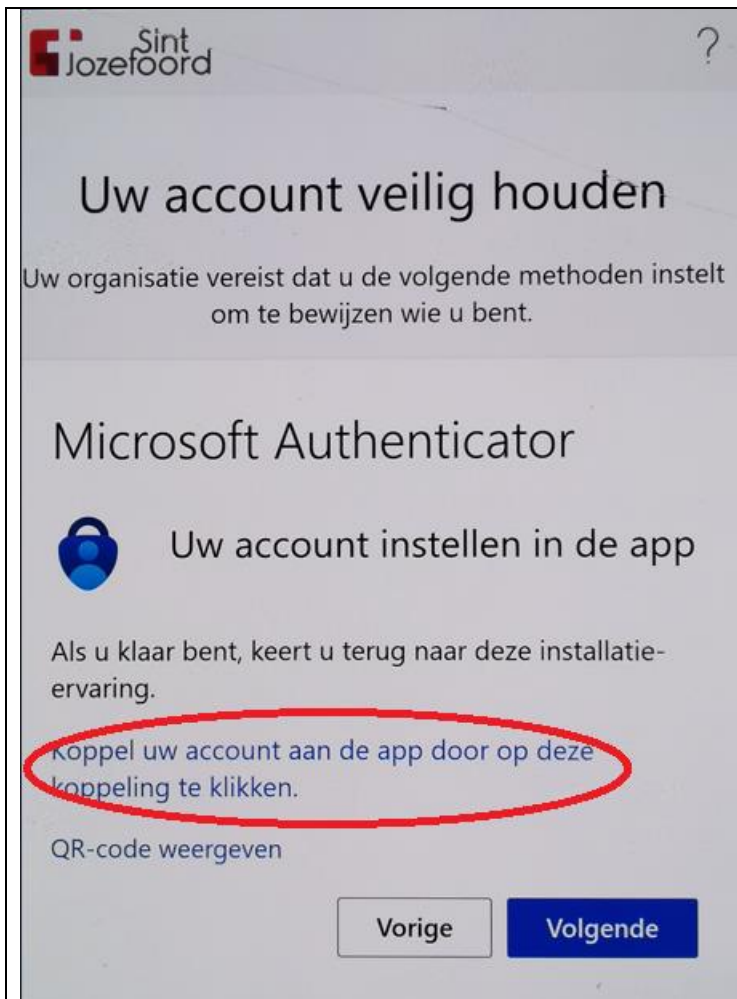 Sint
Jozefoord
?
Uw account veilig houden
Uw organisatie vereist dat u de volgende methoden instelt
om te bewijzen wie u bent.
Microsoft Authenticator
Uw account instellen in de app
Als u klaar bent, keert u terug naar deze installatie-
ervaring.
Koppel uw account aan de app door op deze
koppeling te klikken.
QR-code weergeven
Vorige
Volgende